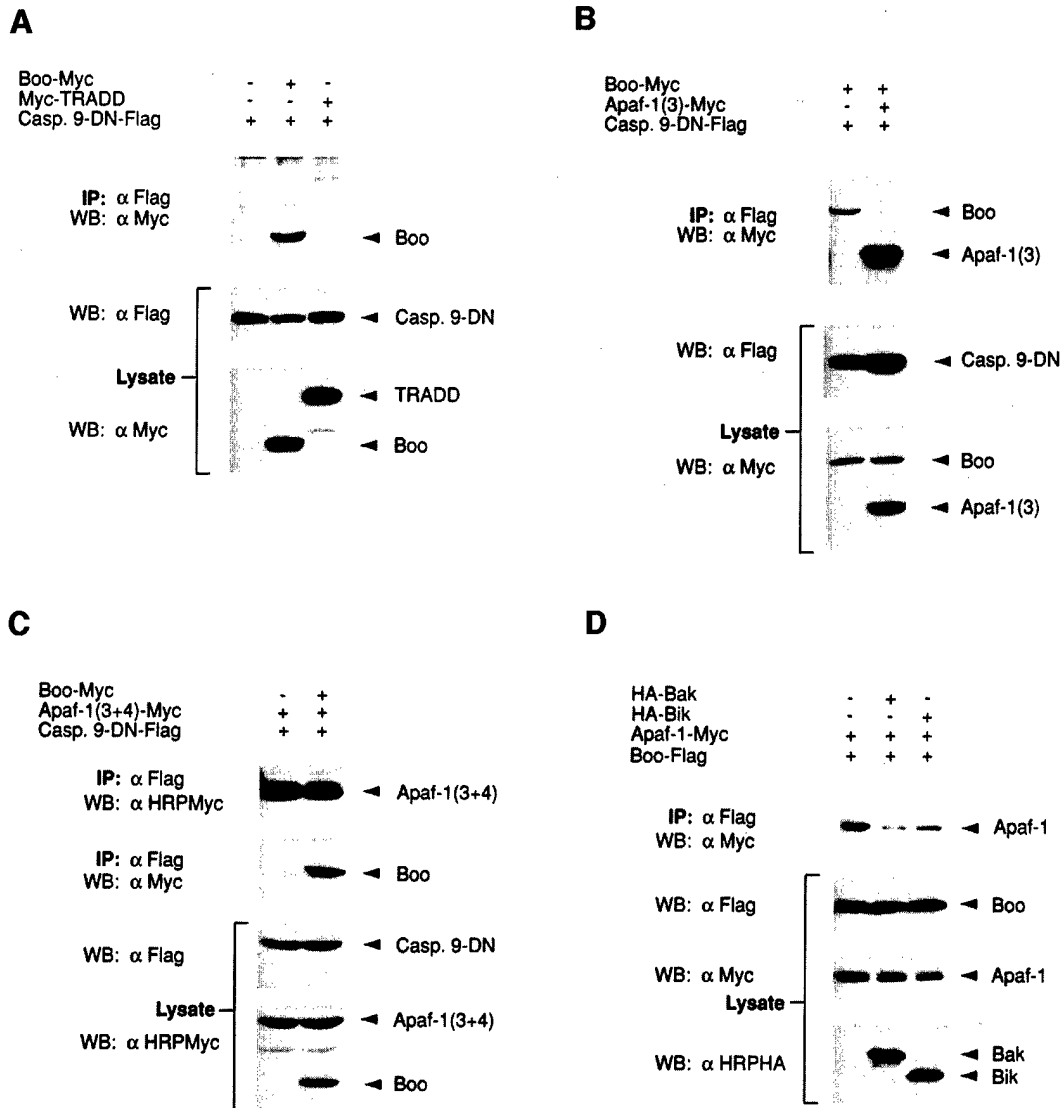 A
Boo-Myc - + -
Myc-TRADD - - +
Casp. 9-DN-Flag + + +
IP: α Flag
WB: α Myc
Boo
WB: α Flag
Casp. 9-DN
Lysate
TRADD
WB: α Myc
Boo
B
Boo-Myc + +
Apaf-1(3)-Myc - +
Casp. 9-DN-Flag + +
IP: α Flag
WB: α Myc
Boo
Apaf-1(3)
WB: α Flag
Casp. 9-DN
Lysate
WB: α Myc
Boo
Apaf-1(3)
C
Boo-Myc - +
Apaf-1(3+4)-Myc + +
Casp. 9-DN-Flag + +
IP: α Flag
WB: α HRPMyc
Apaf-1(3+4)
IP: α Flag
WB: α Myc
Boo
WB: α Flag
Casp. 9-DN
Lysate
WB: α HRPMyc
Apaf-1(3+4)
Boo
D
HA-Bak - + -
HA-Bik - - +
Apaf-1-Myc + + +
Boo-Flag + + +
IP: α Flag
WB: α Myc
Apaf-1
WB: α Flag
Boo
WB: α Myc
Apaf-1
Lysate
WB: α HRPHA
Bak
Bik